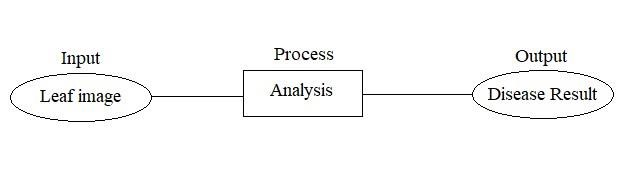 Input
Leaf image
Process
Analysis
Output
Disease Result